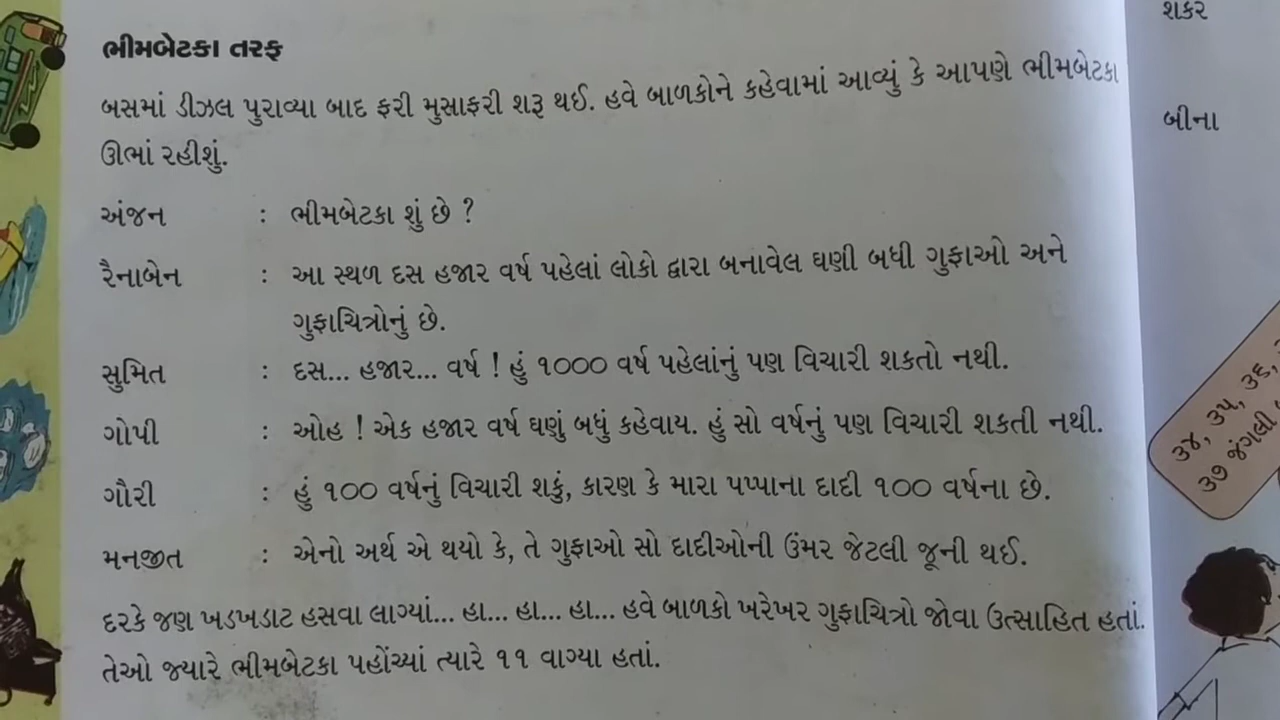 ભીમબેટકા તરફ
બસમાં ડીઝલ પુરાવ્યા બાદ ફરી મુસાફરી શરૂ થઈ. હવે બાળકોને કહેવામાં આવ્યું કે આપણે ભીમબેટકા
ઊભાં રહીશું.
અંજન : ભીમબેટકા શું છે ?
રૈનાબેન : આ સ્થળ દસ હજાર વર્ષ પહેલાં લોકો દ્વારા બનાવેલ ઘણી બધી ગુફાઓ અને
ગુફાચિત્રોનું છે.
સુમિત : દસ... હજાર... વર્ષ ! હું ૧૦૦૦ વર્ષ પહેલાંનું પણ વિચારી શકતો નથી.
ગોપી : ઓહ ! એક હજાર વર્ષ ઘણું બધું કહેવાય. હું સો વર્ષનું પણ વિચારી શકતી નથી.
ગૌરી : હું ૧૦૦ વર્ષનું વિચારી શકું, કારણ કે મારા પપ્પાના દાદી ૧૦૦ વર્ષના છે.
મનજીત : એનો અર્થ એ થયો કે, તે ગુફાઓ સો દાદીઓની ઉંમર જેટલી જૂની થઈ.
દરકે જણ ખડખડાટ હસવા લાગ્યાં... હા... હા... હા... હવે બાળકો ખરેખર ગુફાચિત્રો જોવા ઉત્સાહિત હતાં.
તેઓ જ્યારે ભીમબેટકા પહોંચ્યાં ત્યારે ૧૧ વાગ્યા હતાં.
શંકર
બીના
૩૪, ૩૫, ૩૬,
૩૭ જંગલી